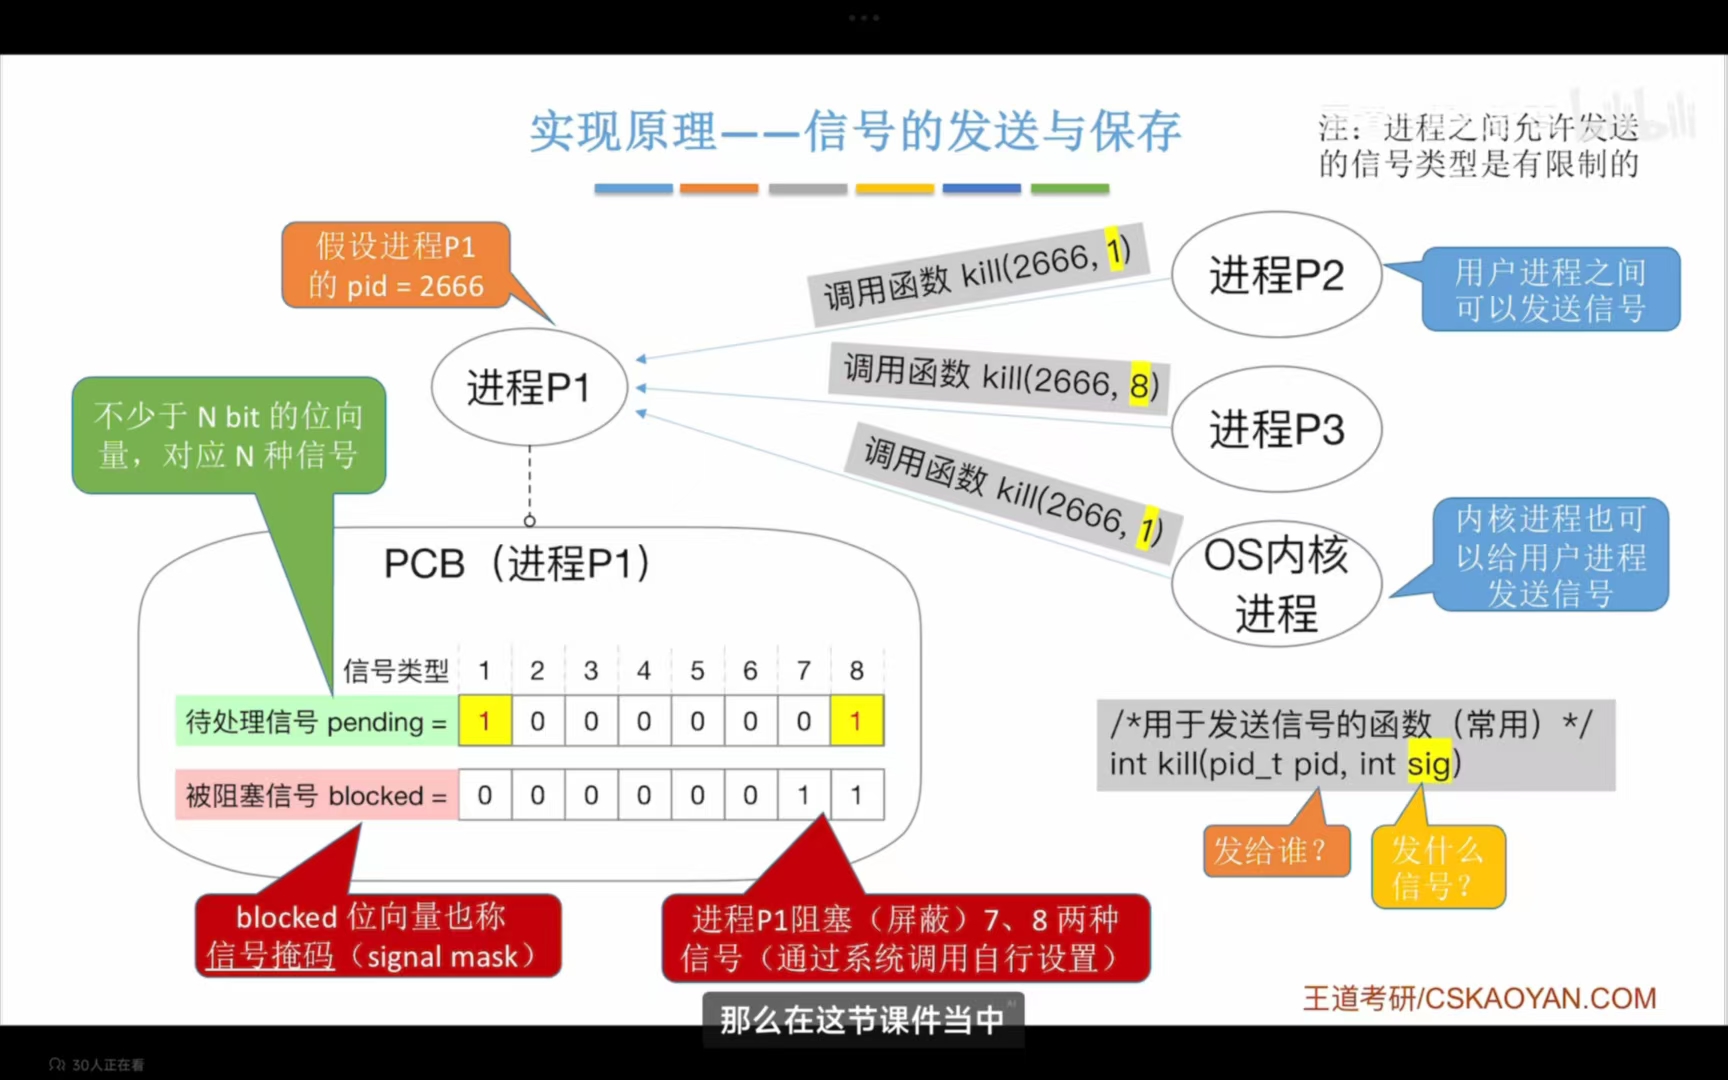 实现原理——信号的发送与保存
注：进程之间允许发送
的信号类型是有限制的
假设进程P1
的 pid = 2666
调用函数 kill(2666, 1)
进程P2
用户进程之间
可以发送信号
进程P1
调用函数 kill(2666, 8)
进程P3
不少于 N bit 的位向
量，对应 N 种信号
调用函数 kill(2666, 1)
OS内核
进程
内核进程也可
以给用户进程
发送信号
PCB（进程P1）
信号类型 1 2 3 4 5 6 7 8
待处理信号 pending = 1 0 0 0 0 0 0 1
被阻塞信号 blocked = 0 0 0 0 0 0 1 1
/*用于发送信号的函数（常用）*/
int kill(pid_t pid, int sig)
发给谁？
发什么
信号？
blocked 位向量也称
信号掩码（signal mask）
进程P1阻塞（屏蔽）7、8 两种
信号（通过系统调用自行设置）
王道考研/CSKAOYAN.COM
那么在这节课件当中
AI
30人正在看